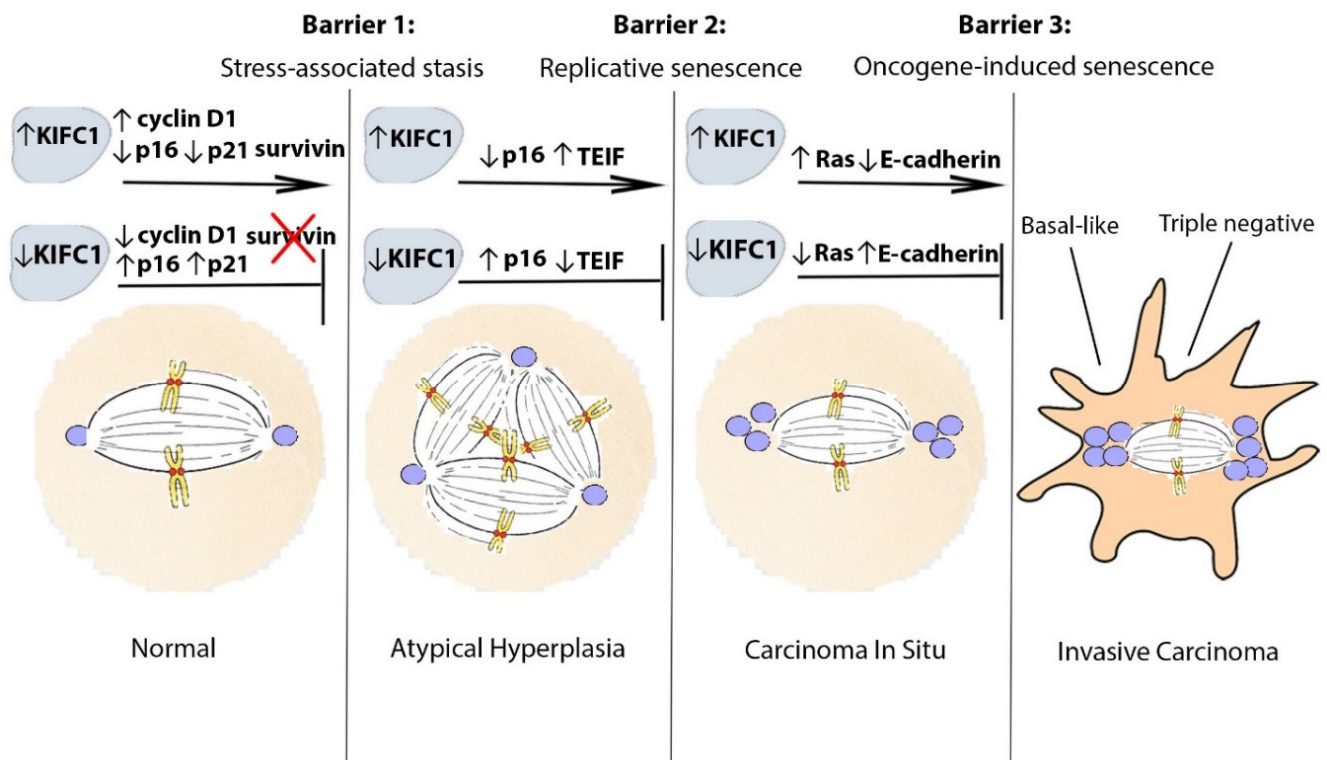 Barrier 1:
Stress-associated stasis
Barrier 2:
Replicative senescence
Barrier 3:
Oncogene-induced senescence
↑KIFC1
↑ cyclin D1
↓p16 ↓p21 survivin
↓KIFC1
↓cyclin D1 survivin
↑p16 ↑p21
↑KIFC1
↓p16 ↑TEIF
↓KIFC1
↑p16 ↓TEIF
↑KIFC1
↑Ras ↓E-cadherin
↓KIFC1
↓Ras ↑E-cadherin
Basal-like
Triple negative
Normal
Atypical Hyperplasia
Carcinoma In Situ
Invasive Carcinoma